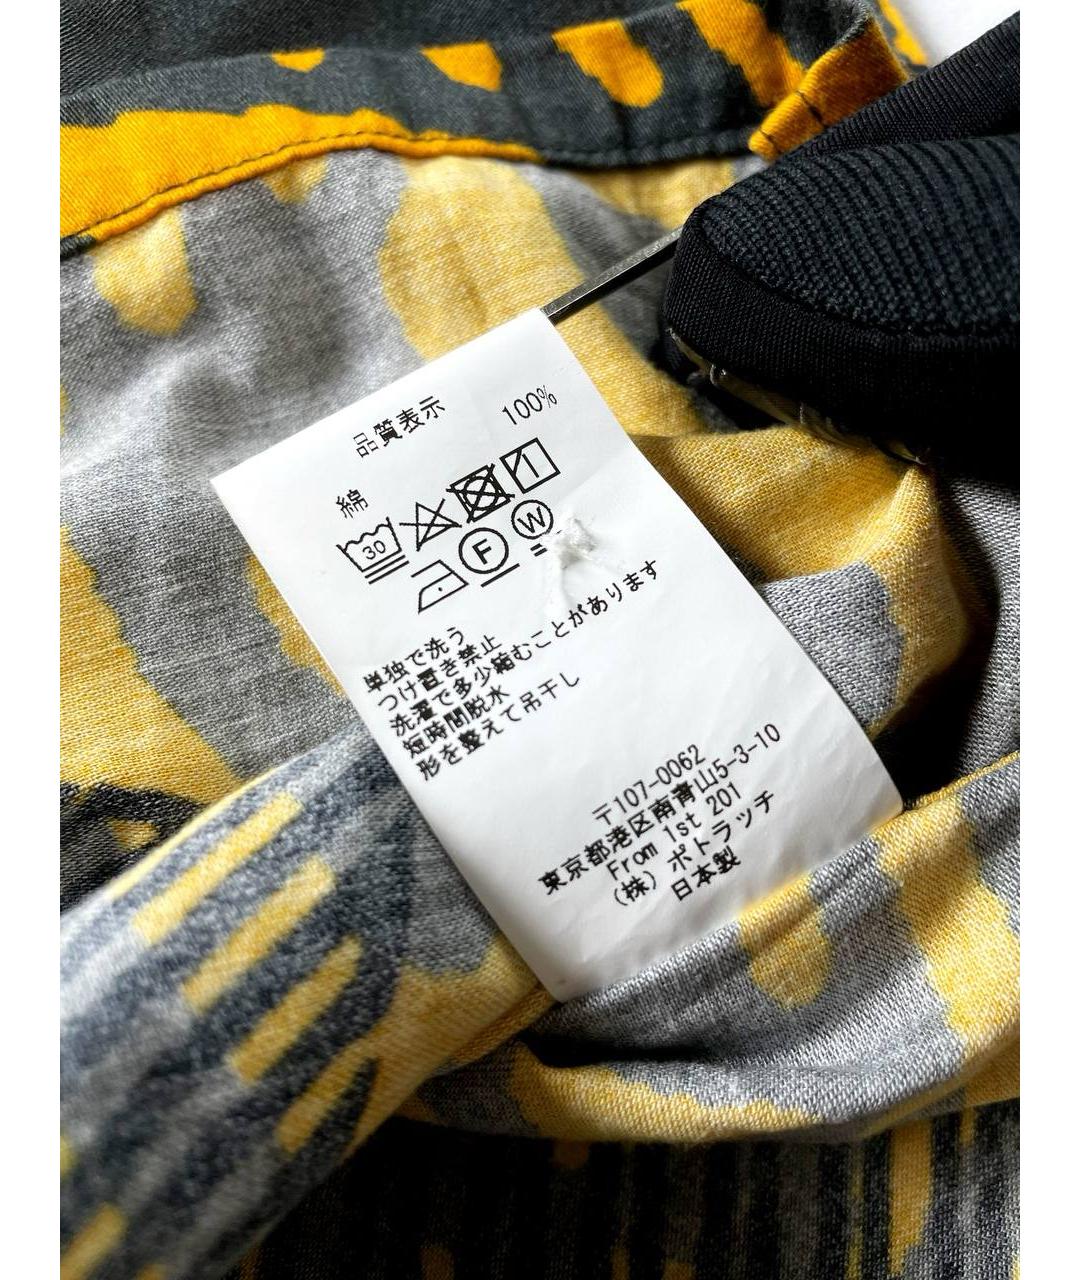 品質表示
綿 100%
30
F W
単独で洗う
つけ置き禁止
洗濯で多少縮むことがあります
短時間脱水
形を整えて吊干し
〒107-0062
東京都港区南青山5-3-10
From 1st 201
(株) ポトラッチ
日本製